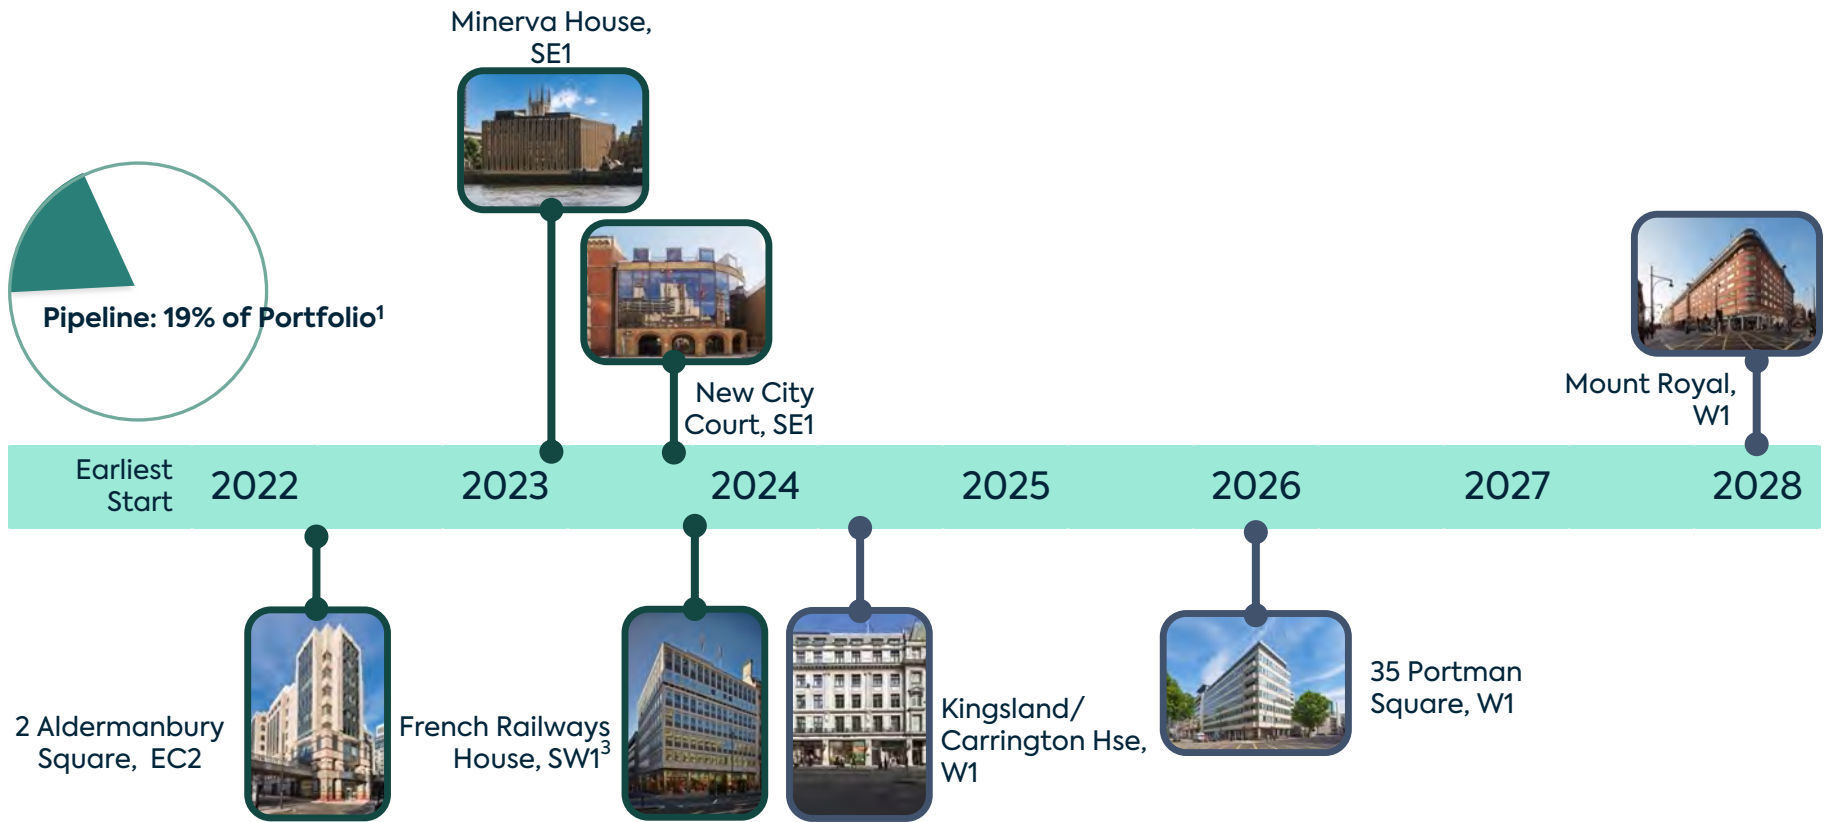 Minerva House,
SE1
Pipeline: 19% of Portfolio¹
New City
Court, SE1
Mount Royal,
W1
Earliest
Start
2022
2023
2024
2025
2026
2027
2028
2 Aldermanbury
Square, EC2
French Railways
House, SW1³
Kingsland/
Carrington Hse,
W1
35 Portman
Square, W1